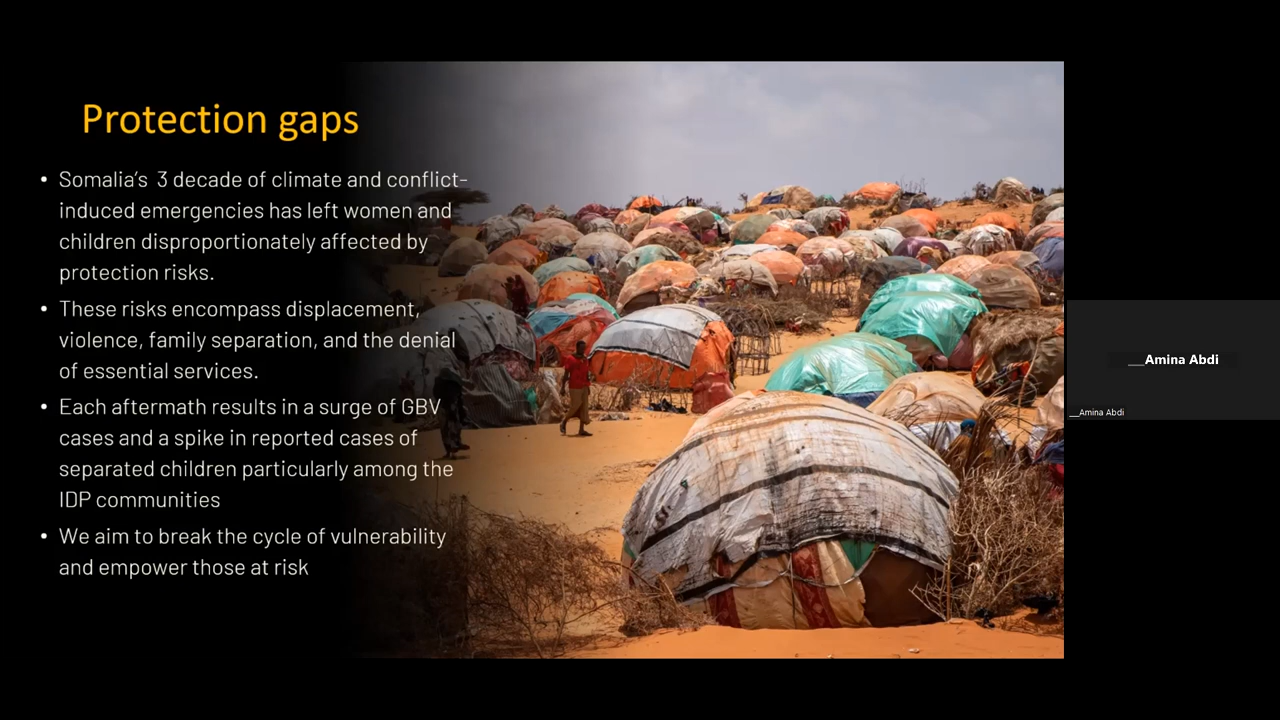 Protection gaps
• Somalia's  3 decade of climate and conflict-
induced emergencies has left women and
children disproportionately affected by
protection risks.
• These risks encompass displacement,
violence, family separation, and the denial
of essential services.
• Each aftermath results in a surge of GBV
cases and a spike in reported cases of
separated children particularly among the
IDP communities
• We aim to break the cycle of vulnerability
and empower those at risk
__Amina Abdi
__Amina Abdi